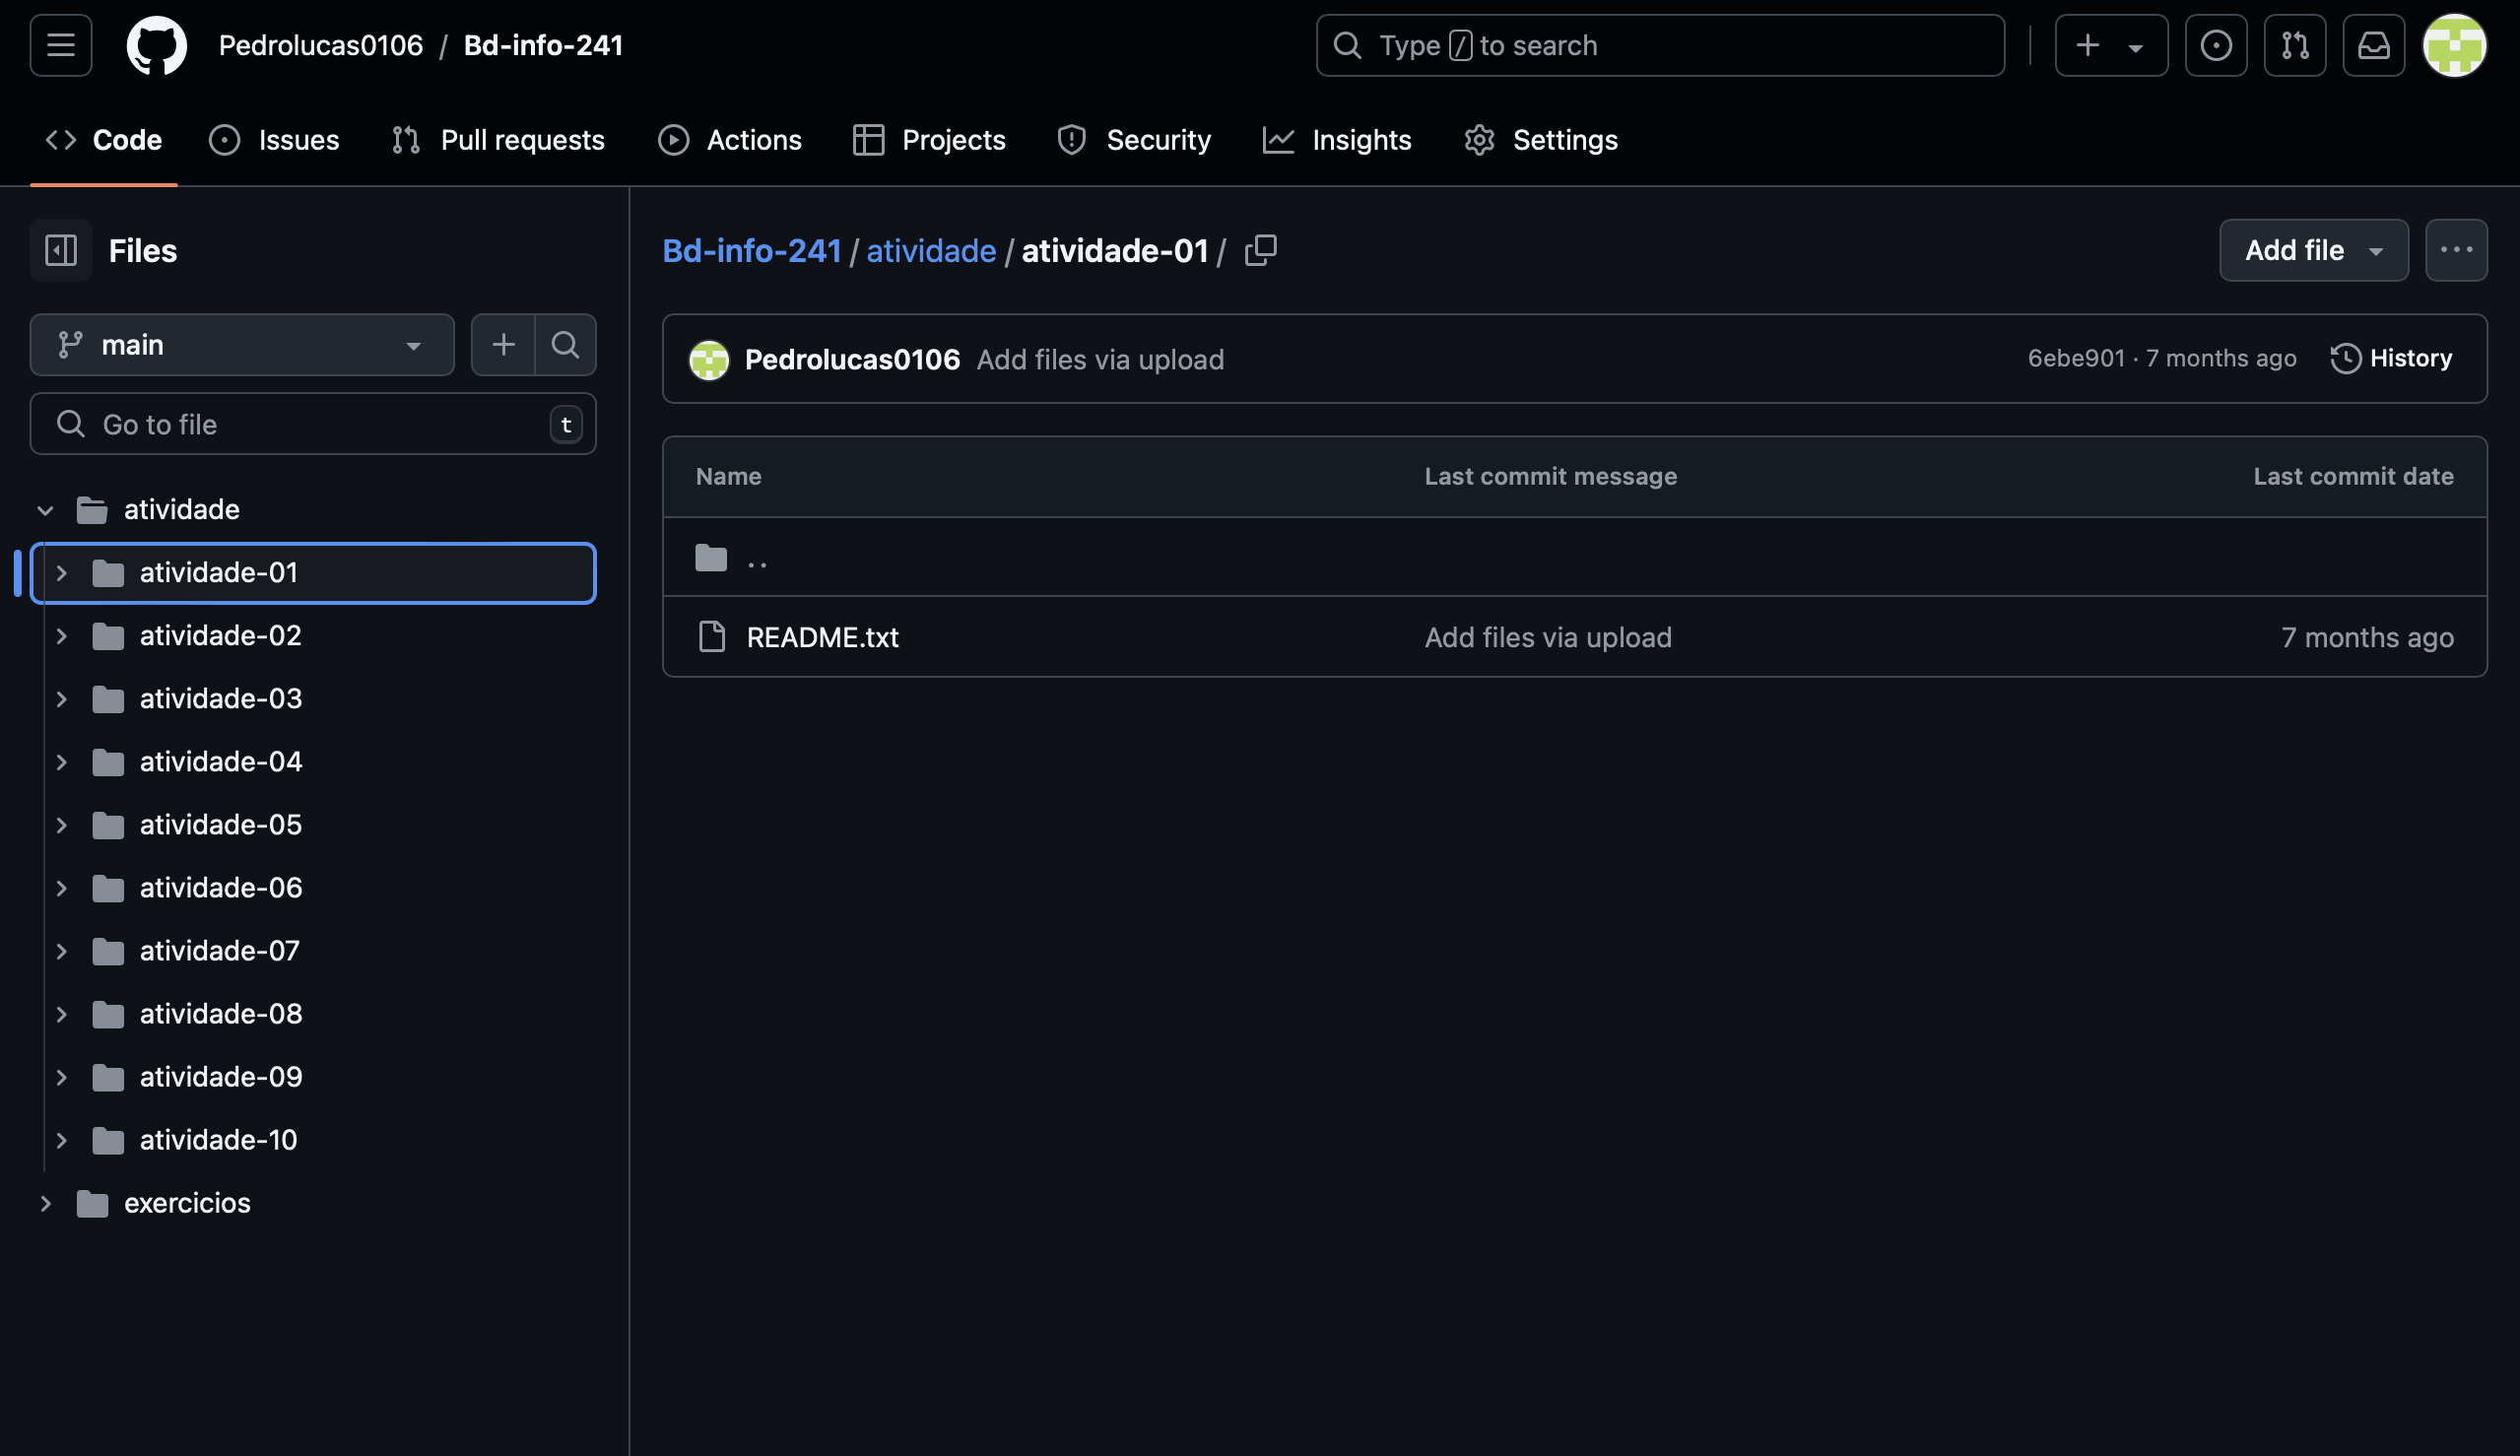 Pedrolucas0106 / Bd-info-241
Type / to search
Code Issues Pull requests Actions Projects Security Insights Settings
Files
main
Go to file t
atividade
atividade-01
atividade-02
atividade-03
atividade-04
atividade-05
atividade-06
atividade-07
atividade-08
atividade-09
atividade-10
exercicios
Bd-info-241 / atividade / atividade-01 /
Add file
Pedrolucas0106 Add files via upload 6ebe901 · 7 months ago History
Name Last commit message Last commit date
..
README.txt Add files via upload 7 months ago